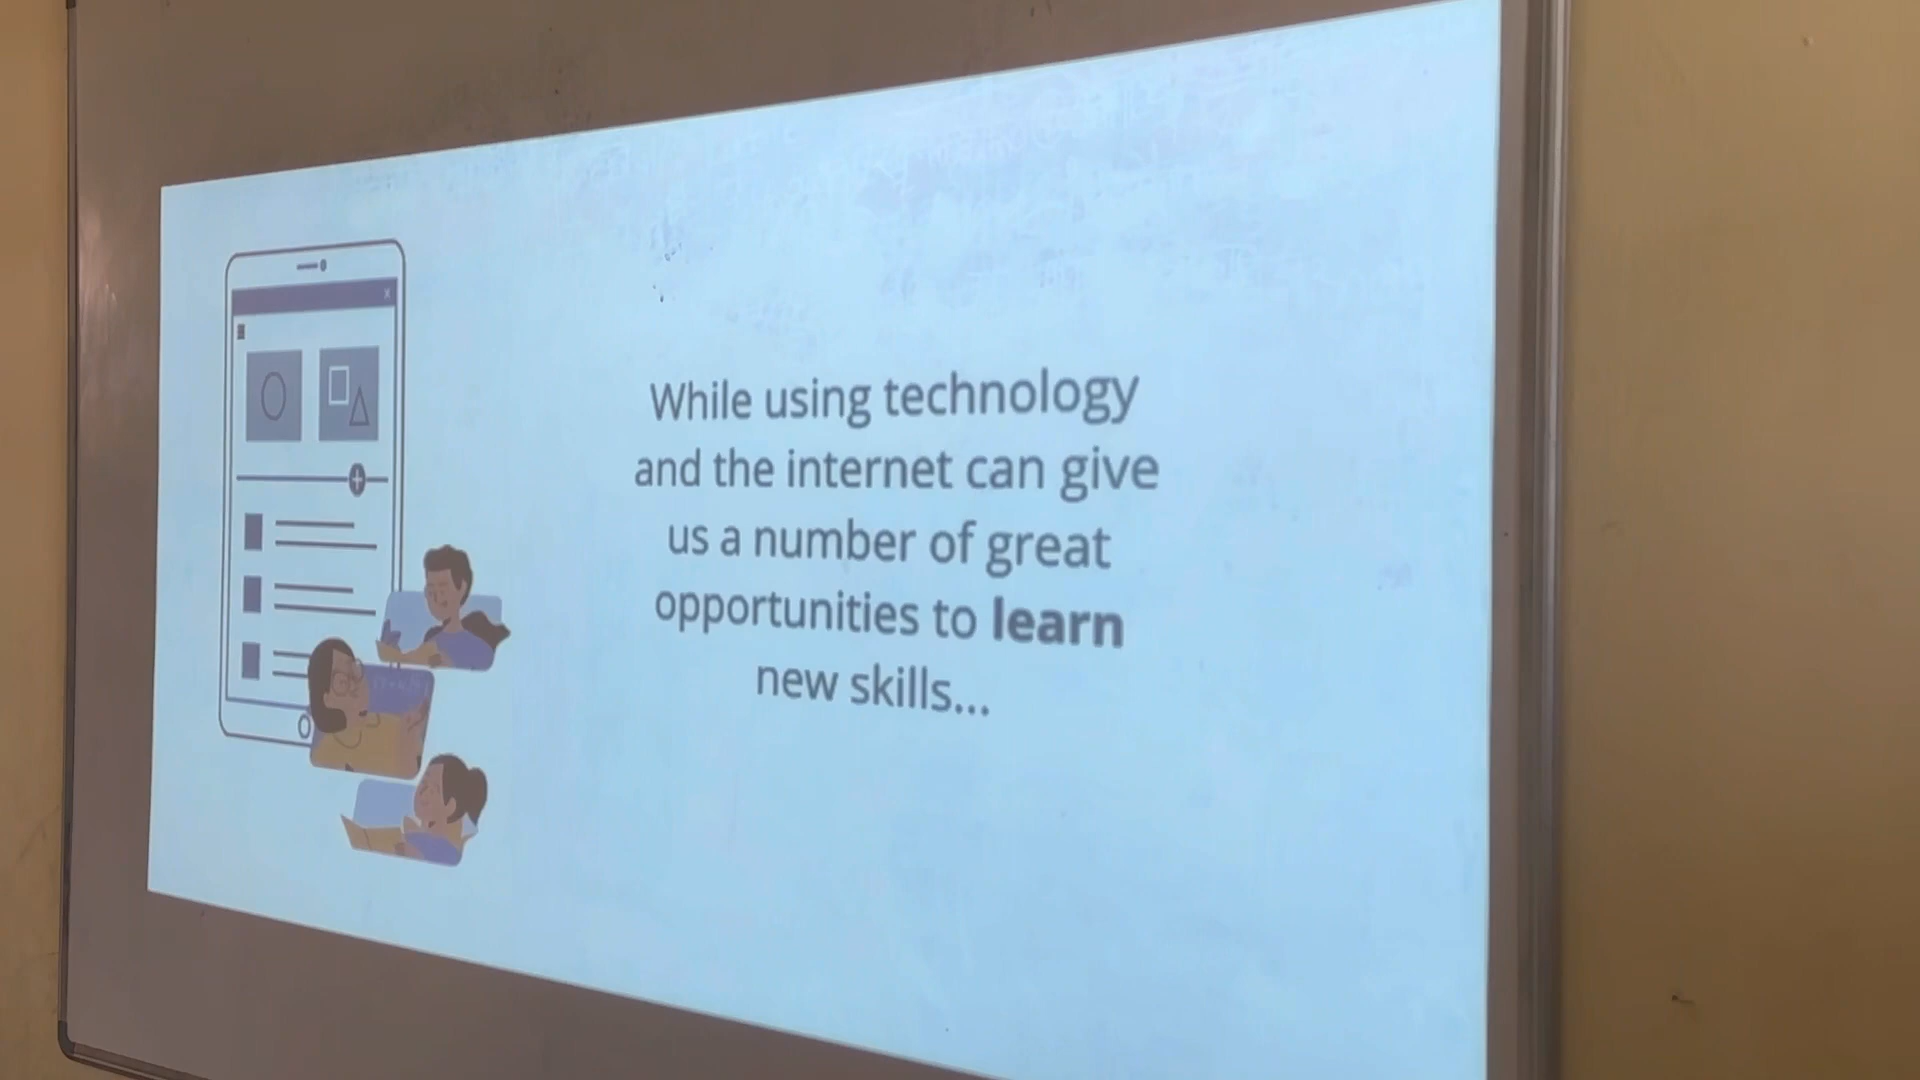 While using technology
and the internet can give
us a number of great
opportunities to learn
new skills...